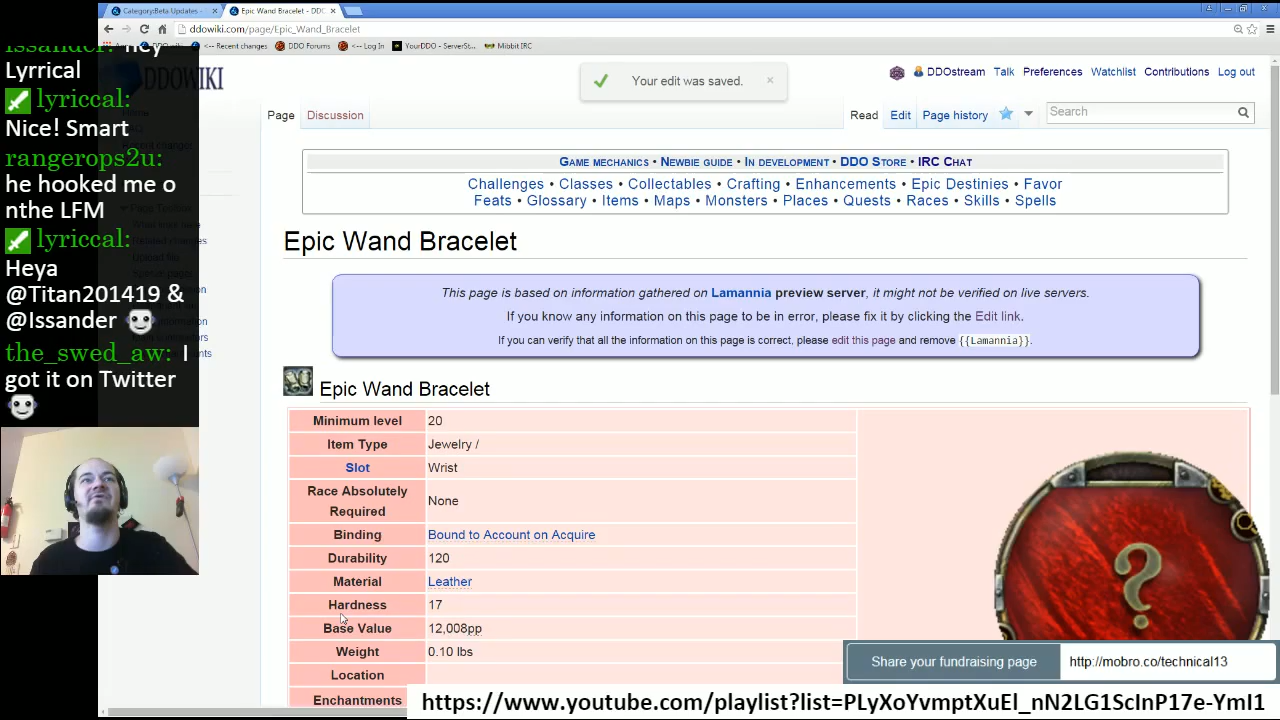 Category:Beta Updates -
Epic Wand Bracelet - DDO
ddowiki.com/page/Epic_Wand_Bracelet
<-- Recent changes
DDO Forums
<-- Log In
YourDDO - ServerSt...
Mibbit IRC
issander: hey
Lyrrical
lyriccal:
Nice! Smart
rangerops2u:
he hooked me o
nthe LFM
lyriccal:
Heya
@Titan201419 &
@Issander
the_swed_aw: I
got it on Twitter
DDOWIKI
Your edit was saved. ×
DDOstream Talk Preferences Watchlist Contributions Log out
Page Discussion
Read Edit Page history
Search
Game mechanics • Newbie guide • In development • DDO Store • IRC Chat
Challenges • Classes • Collectables • Crafting • Enhancements • Epic Destinies • Favor
Feats • Glossary • Items • Maps • Monsters • Places • Quests • Races • Skills • Spells
Epic Wand Bracelet
This page is based on information gathered on Lamannia preview server, it might not be verified on live servers.
If you know any information on this page to be in error, please fix it by clicking the Edit link.
If you can verify that all the information on this page is correct, please edit this page and remove {{Lamannia}}.
Epic Wand Bracelet
Minimum level 20
Item Type Jewelry /
Slot Wrist
Race Absolutely
Required None
Binding Bound to Account on Acquire
Durability 120
Material Leather
Hardness 17
Base Value 12,008pp
Weight 0.10 lbs
Location
Enchantments
?
Share your fundraising page http://mobro.co/technical13
https://www.youtube.com/playlist?list=PLyXoYvmptXuEl_nN2LG1ScInP17e-YmI1